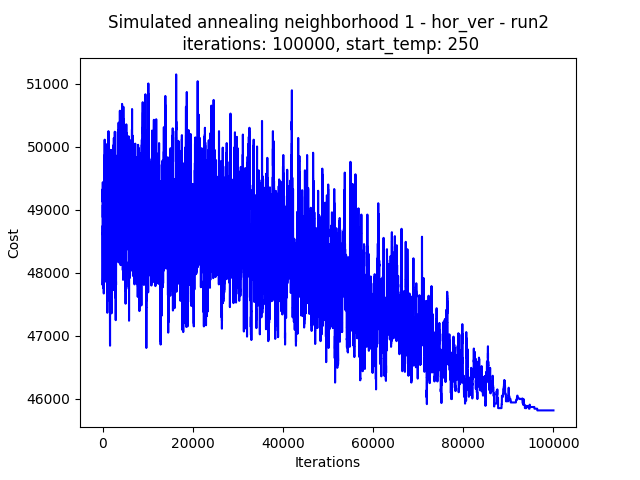 Simulated annealing neighborhood 1 - hor_ver - run2
iterations: 100000, start_temp: 250
51000
50000
49000
48000
47000
46000
Cost
0 20000 40000 60000 80000 100000
Iterations